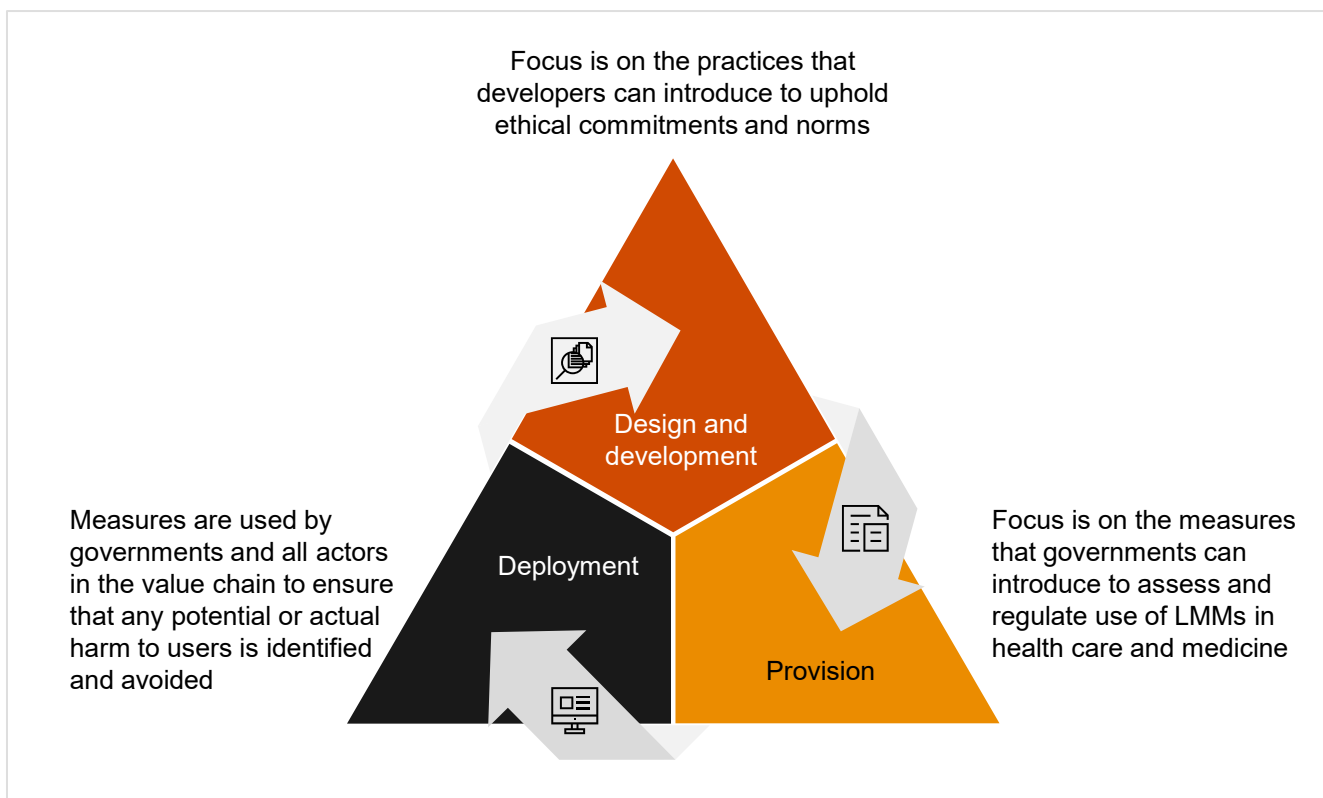 Focus is on the practices that
developers can introduce to uphold
ethical commitments and norms
Design and
development
Measures are used by
governments and all actors
in the value chain to ensure
that any potential or actual
harm to users is identified
and avoided
Deployment
Focus is on the measures
that governments can
introduce to assess and
regulate use of LMMs in
health care and medicine
Provision